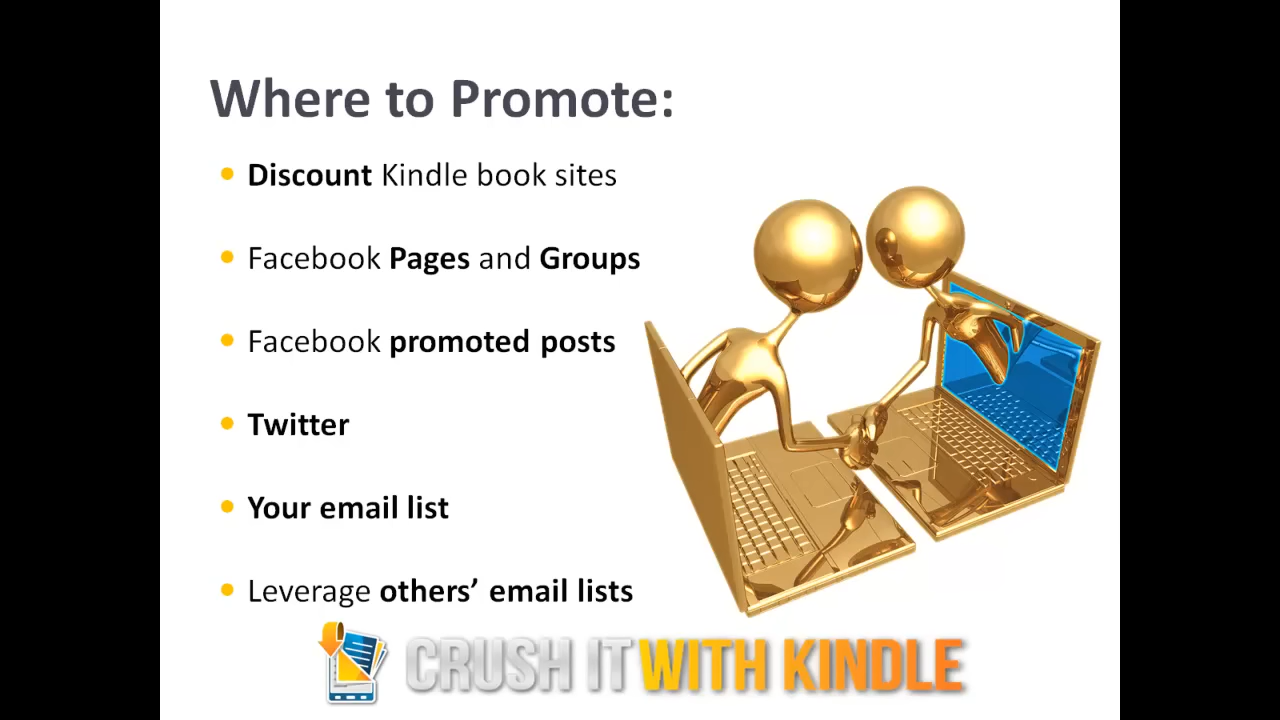 Where to Promote:
• Discount Kindle book sites
• Facebook Pages and Groups
• Facebook promoted posts
• Twitter
• Your email list
• Leverage others’ email lists
CRUSH IT WITH KINDLE